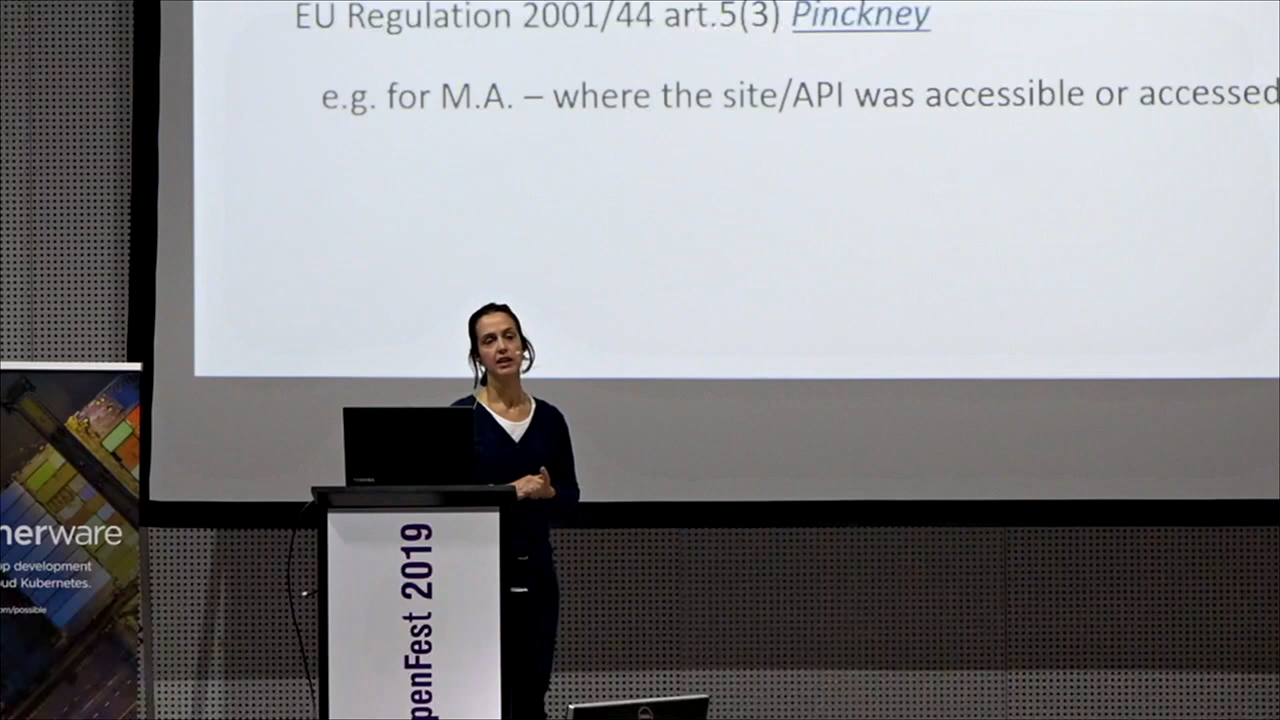 EU Regulation 2001/44 art.5(3) Pinckney
e.g. for M.A. – where the site/API was accessible or accessed
nerware
p development
ud Kubernetes.
om/possible
TOSHIBA
penFest 2019